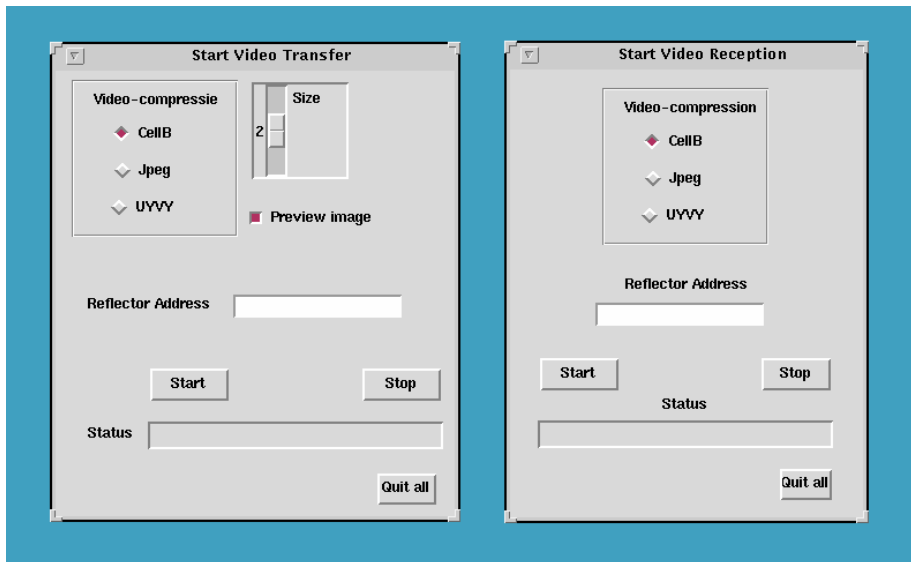 Start Video Transfer
Video-compressie
CellB
Jpeg
UYVY
Size
2
Preview image
Reflector Address
Start
Stop
Status
Quit all
Start Video Reception
Video-compression
CellB
Jpeg
UYVY
Reflector Address
Start
Stop
Status
Quit all